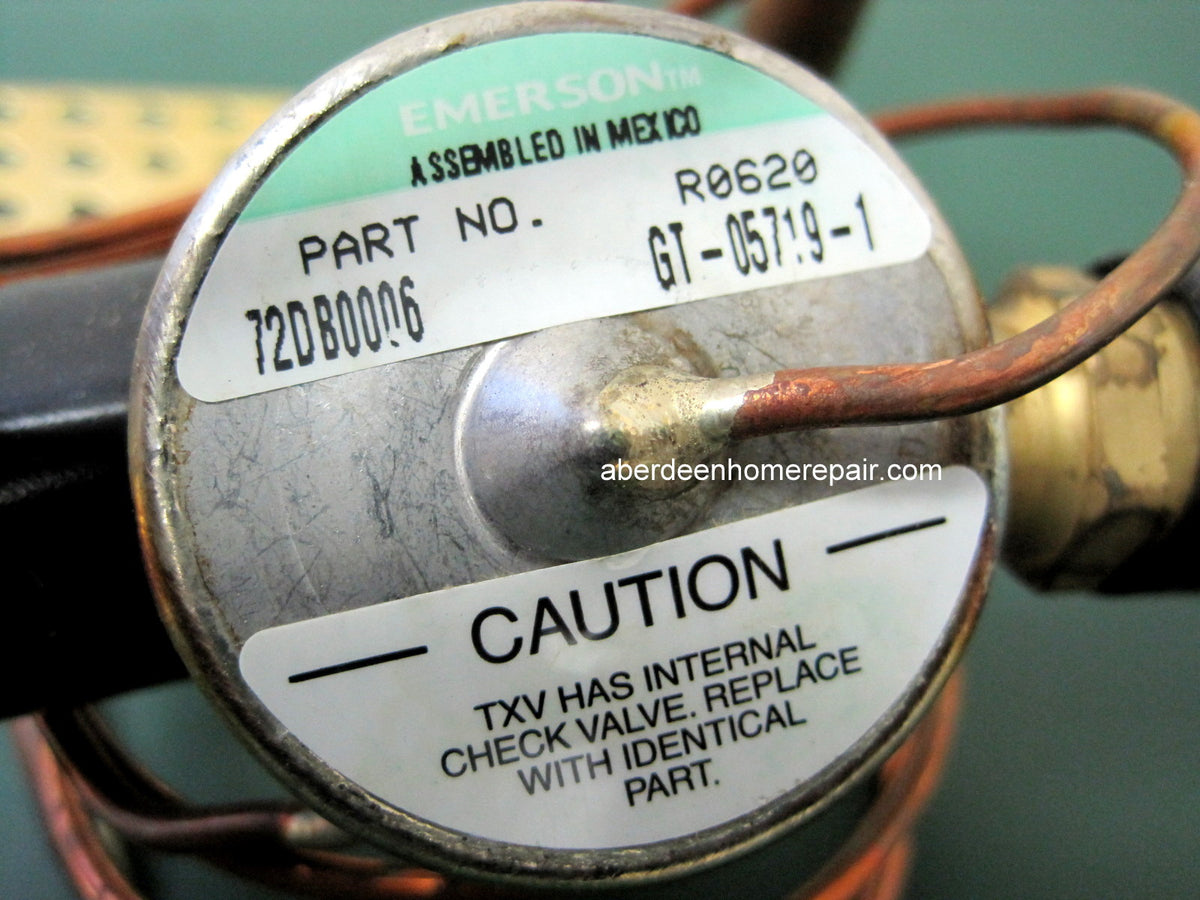 EMERSON™
ASSEMBLED IN MEXICO
PART NO. R0620
72DB0006 GT-05719-1
aberdeenhomerepair.com
CAUTION
TXV HAS INTERNAL
CHECK VALVE. REPLACE
WITH IDENTICAL
PART.